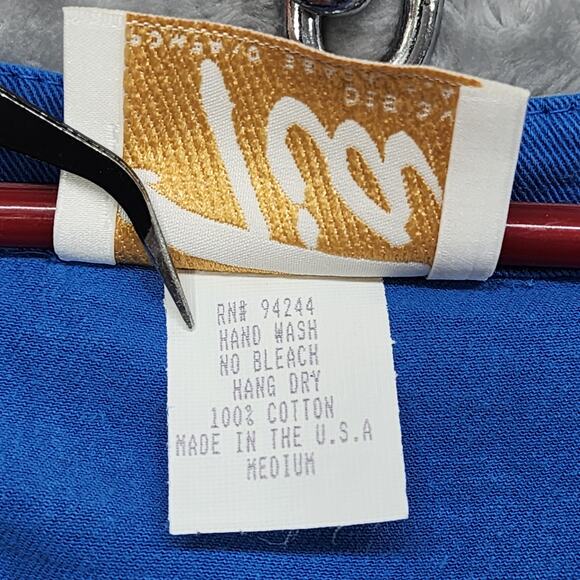 RN# 94244
HAND WASH
NO BLEACH
HANG DRY
100% COTTON
MADE IN THE U.S.A
MEDIUM